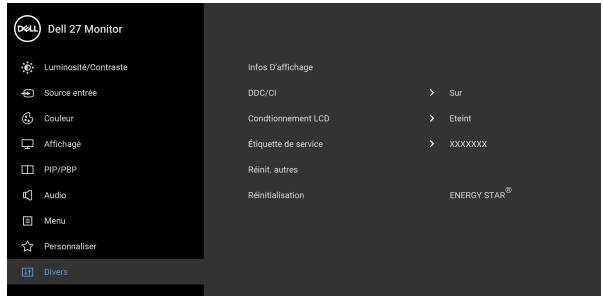 DELL Dell 27 Monitor
Luminosité/Contraste
Source entrée
Couleur
Affichage
PIP/PBP
Audio
Menu
Personnaliser
Divers
Infos D'affichage
DDC/CI > Sur
Condtionnement LCD > Eteint
Étiquette de service > XXXXXXX
Réinit. autres
Réinitialisation ENERGY STAR®